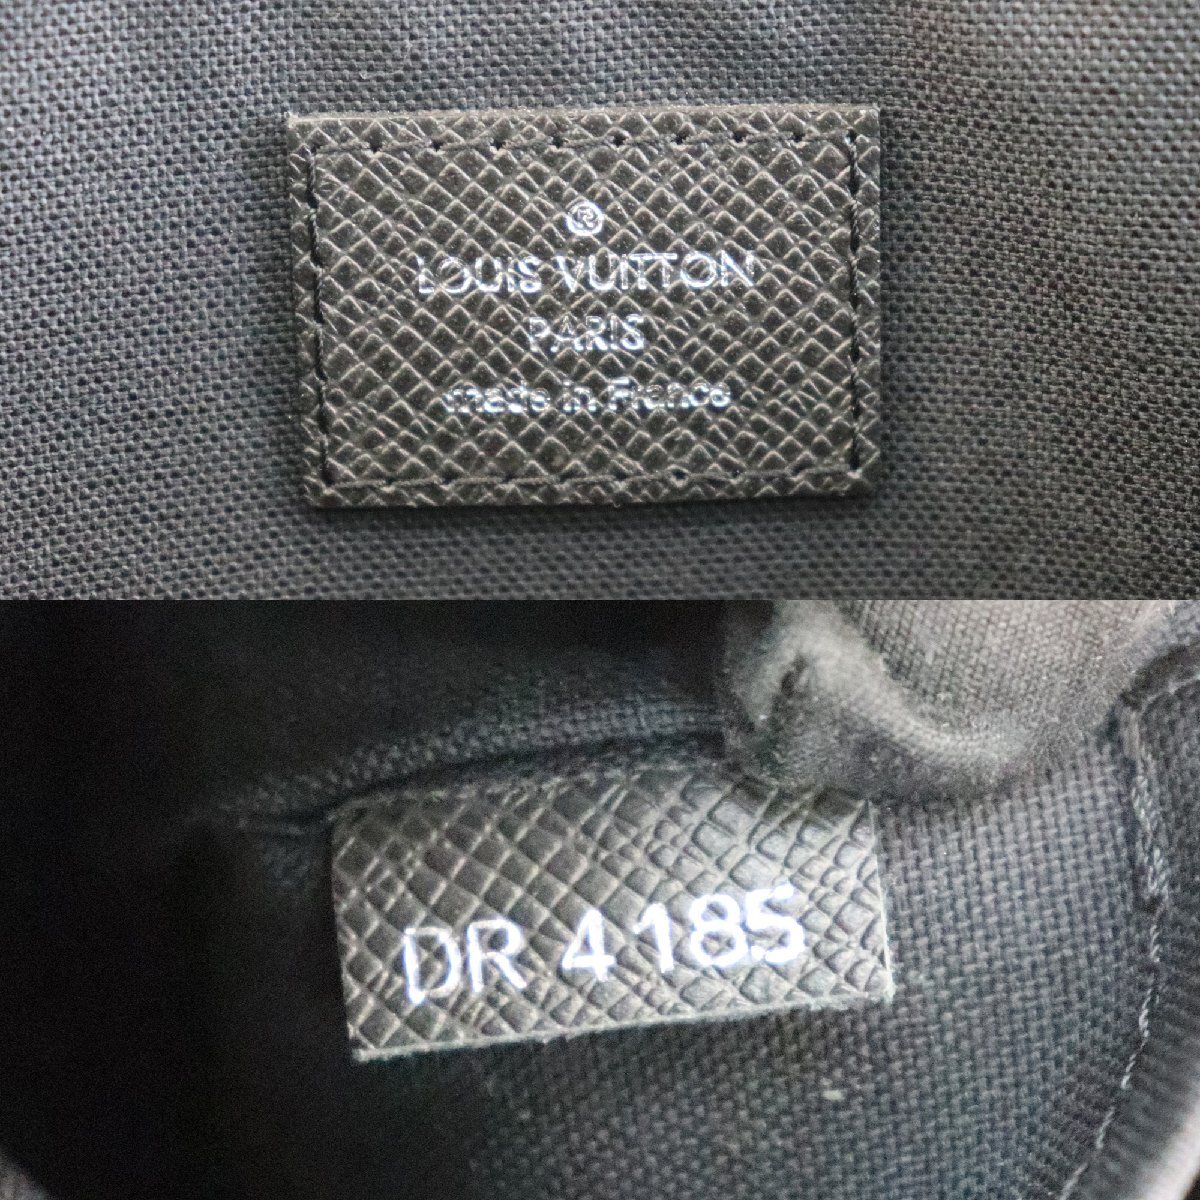 ®
LOUIS VUITTON
PARIS
made in France
DR 4185